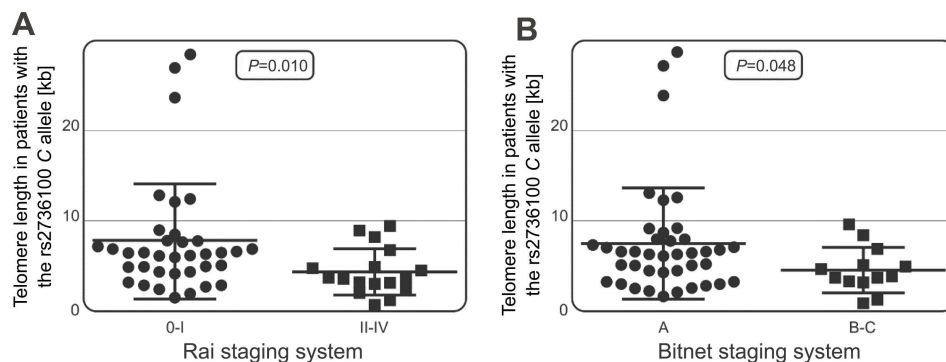 A
Telomere length in patients with
the rs2736100 C allele [kb]
P=0.010
20
10
0
0-I
II-IV
Rai staging system
B
Telomere length in patients with
the rs2736100 C allele [kb]
P=0.048
20
10
0
A
B-C
Bitnet staging system